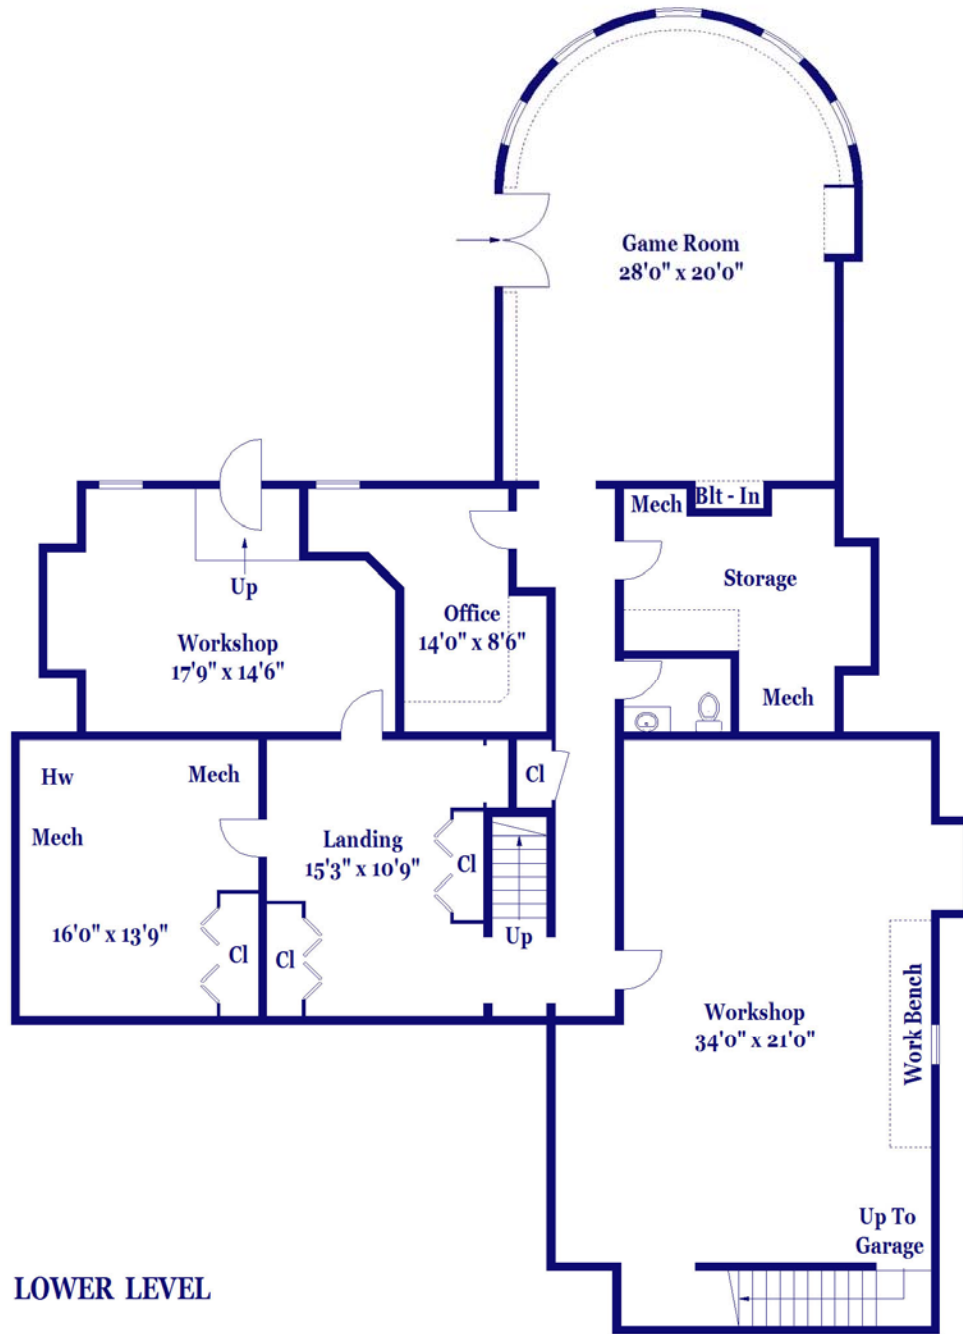 Game Room
28'0" x 20'0"
Mech
Blt - In
Storage
Up
Office
14'0" x 8'6"
Workshop
17'9" x 14'6"
Mech
Hw
Mech
Cl
Mech
Landing
15'3" x 10'9"
Cl
16'0" x 13'9"
Cl
Cl
Up
Work Bench
Workshop
34'0" x 21'0"
Up To
Garage
LOWER LEVEL